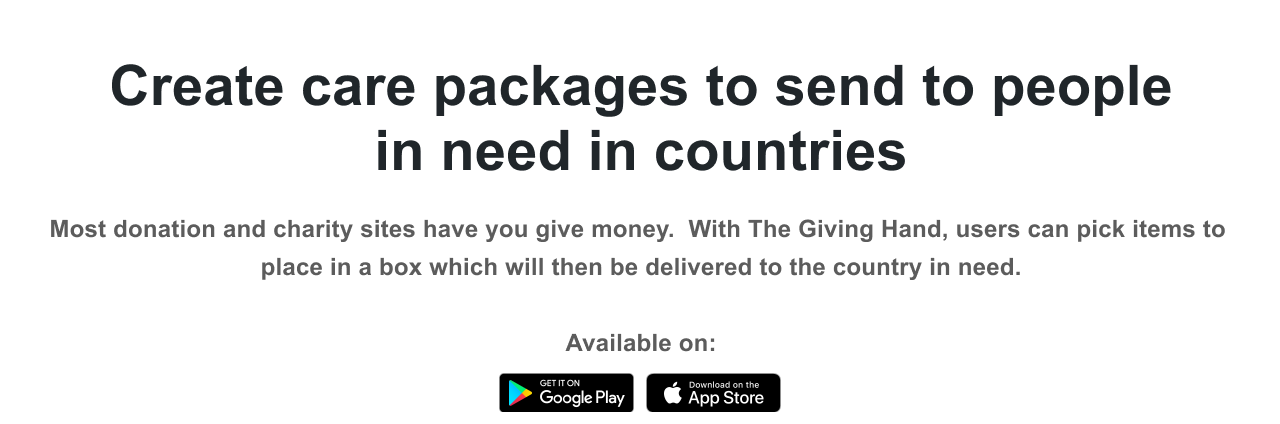 Create care packages to send to people
in need in countries
Most donation and charity sites have you give money.  With The Giving Hand, users can pick items to
place in a box which will then be delivered to the country in need.
Available on:
GET IT ON
Google Play
Download on the
App Store